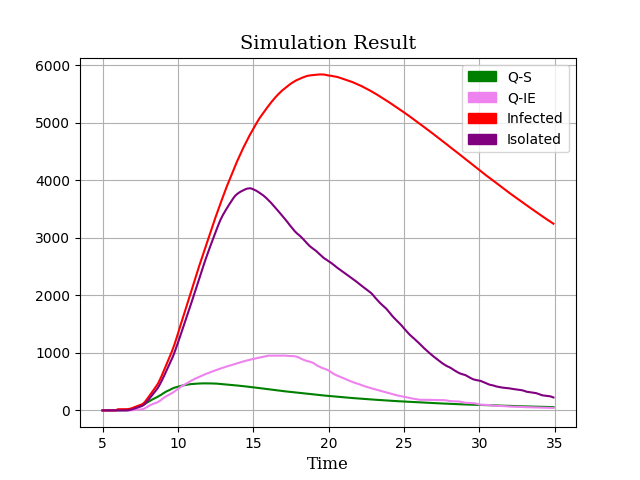 Simulation Result
6000
5000
4000
3000
2000
1000
0
Q-S
Q-IE
Infected
Isolated
5 10 15 20 25 30 35
Time